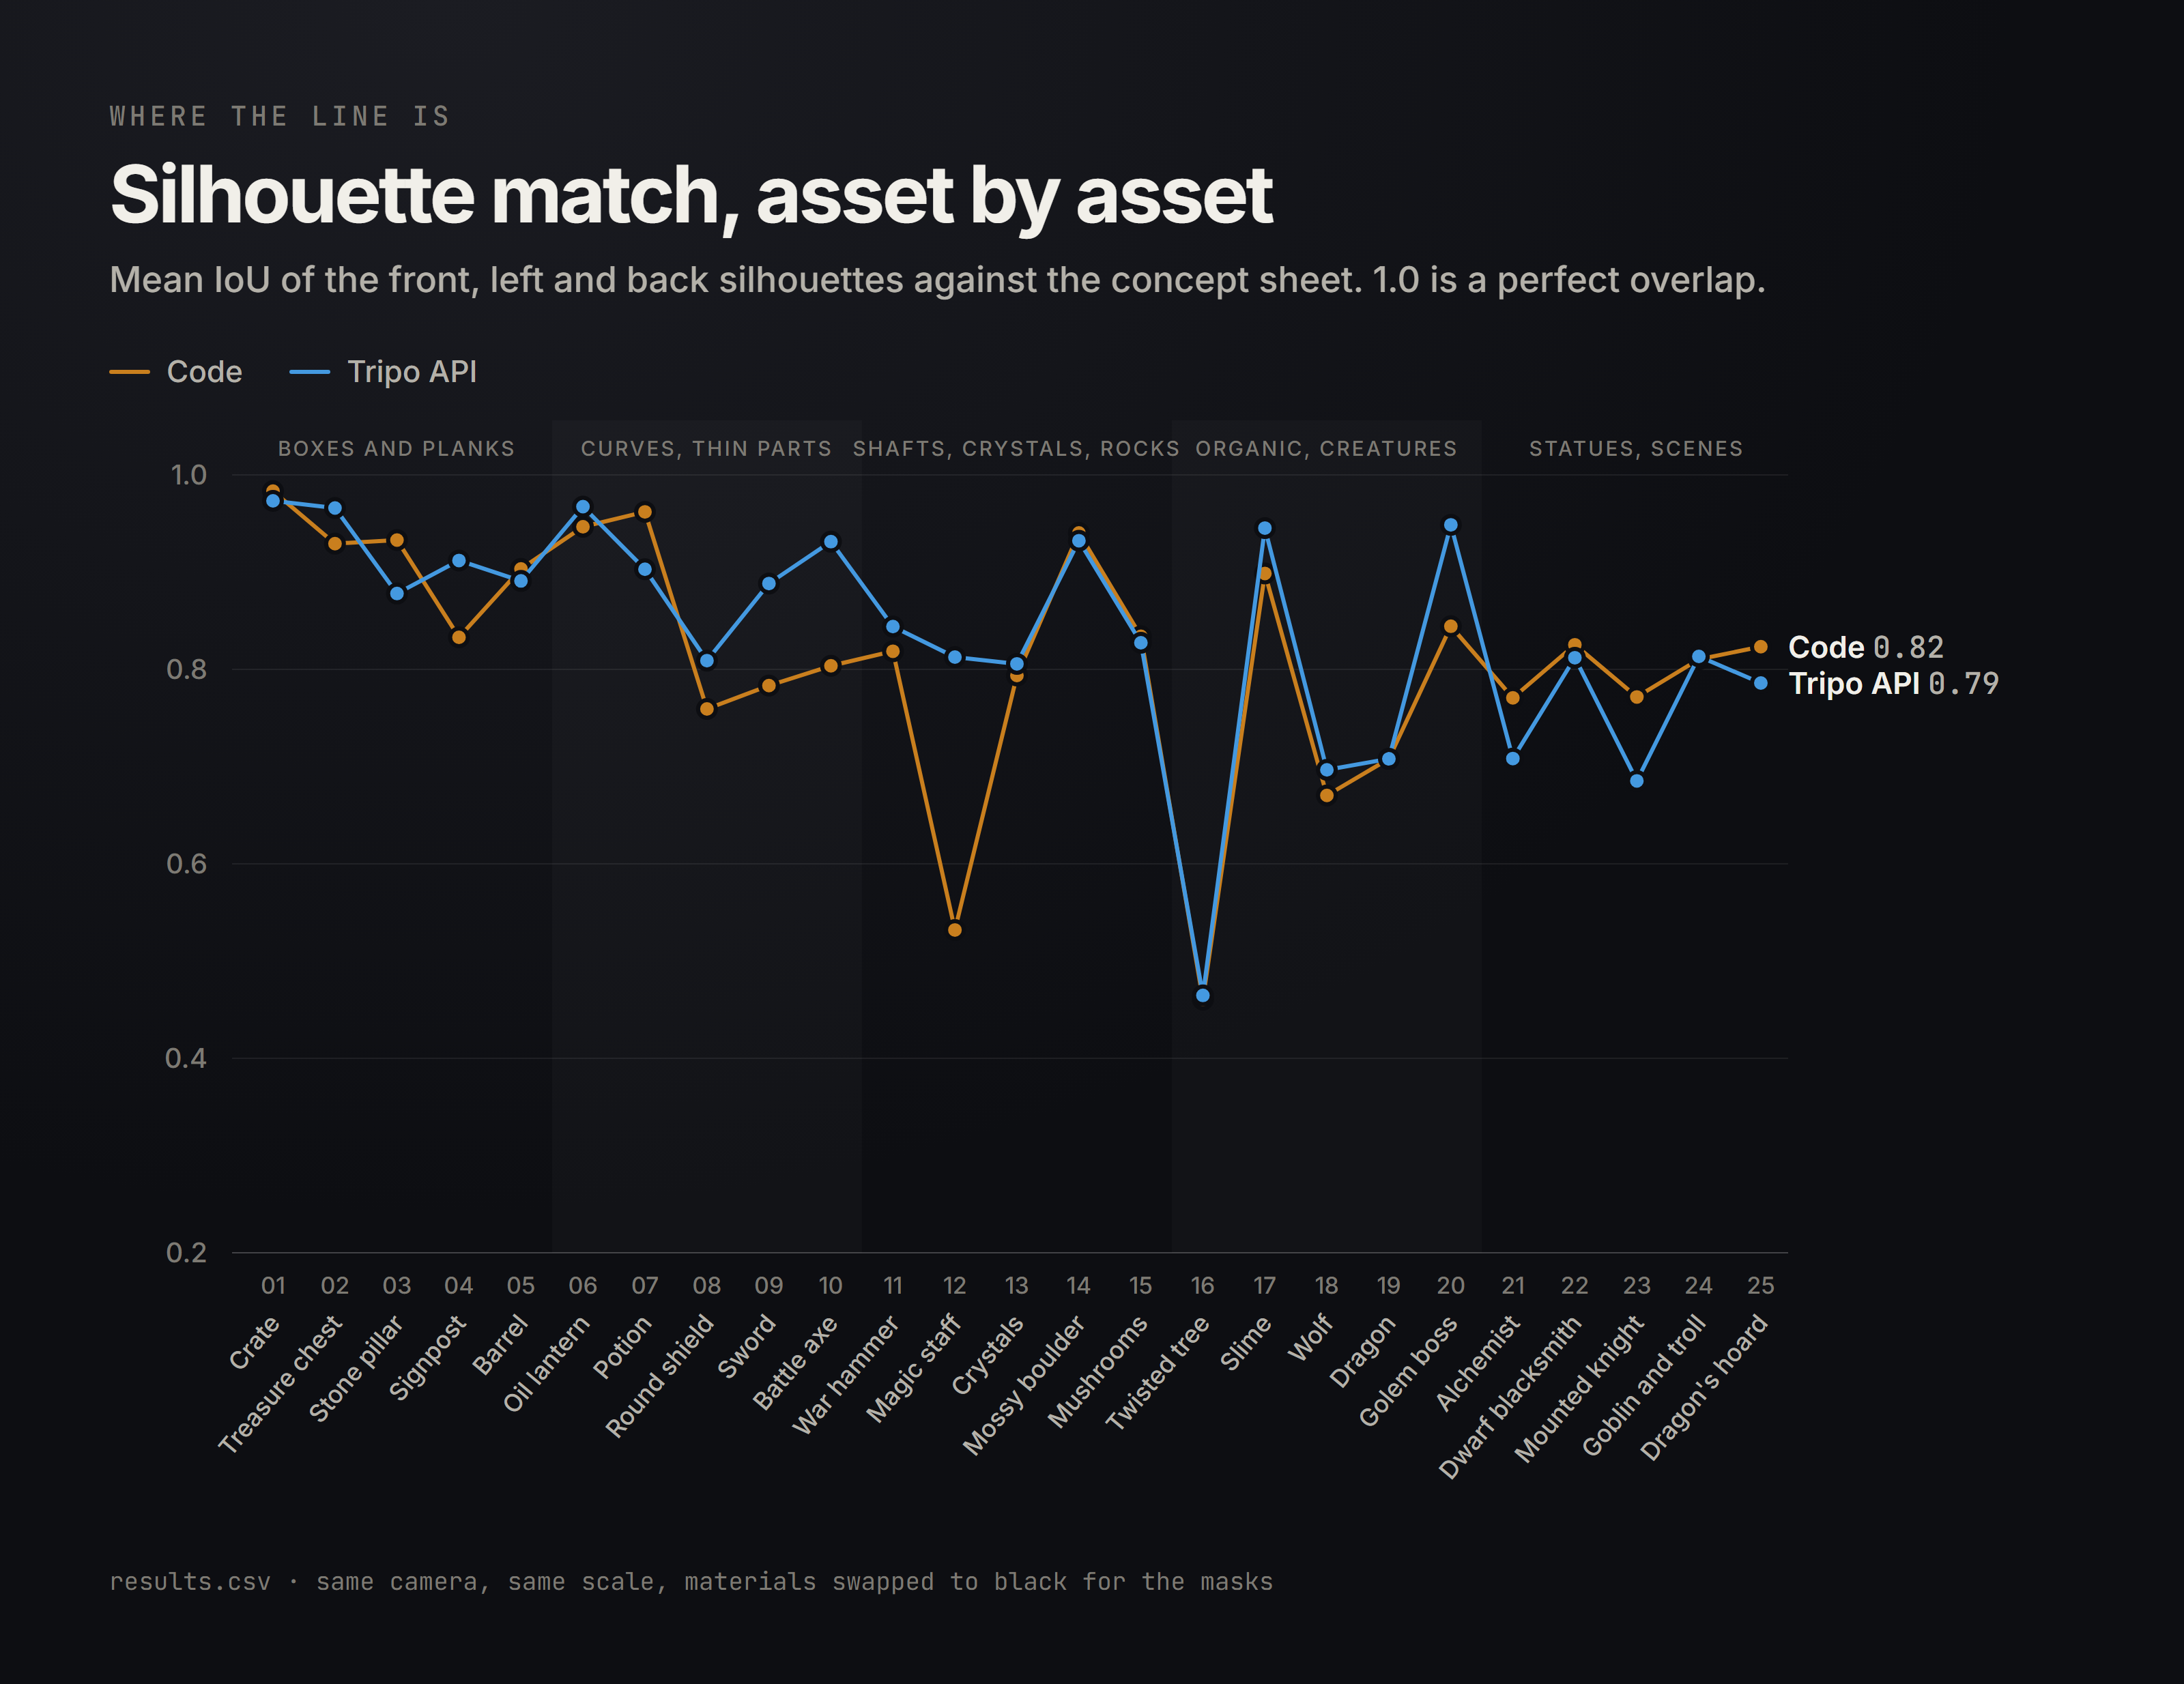 WHERE THE LINE IS
Silhouette match, asset by asset
Mean IoU of the front, left and back silhouettes against the concept sheet. 1.0 is a perfect overlap.
Code
Tripo API
BOXES AND PLANKS
CURVES, THIN PARTS
SHAFTS, CRYSTALS, ROCKS
ORGANIC, CREATURES
STATUES, SCENES
1.0
0.8
0.6
0.4
0.2
Code 0.82
Tripo API 0.79
01 02 03 04 05 06 07 08 09 10 11 12 13 14 15 16 17 18 19 20 21 22 23 24 25
Crate
Treasure chest
Stone pillar
Signpost
Barrel
Oil lantern
Potion
Round shield
Sword
Battle axe
War hammer
Magic staff
Crystals
Mossy boulder
Mushrooms
Twisted tree
Slime
Wolf
Dragon
Golem boss
Alchemist
Dwarf blacksmith
Mounted knight
Goblin and troll
Dragon's hoard
results.csv · same camera, same scale, materials swapped to black for the masks